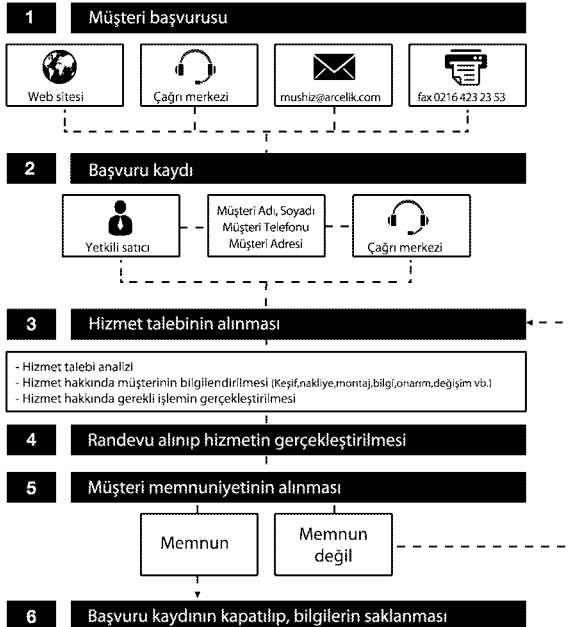 1 Müşteri başvurusu
Web sitesi
Çağrı merkezi
mushiz@arcelik.com
fax 0216 423 23 53
2 Başvuru kaydı
Yetkili satıcı
Müşteri Adı, Soyadı
Müşteri Telefonu
Müşteri Adresi
Çağrı merkezi
3 Hizmet talebinin alınması
- Hizmet talebi analizi
- Hizmet hakkında müşterinin bilgilendirilmesi (Keşif,nakliye,montaj,bilgi,onarım,değişim vb.)
- Hizmet hakkında gerekli işlemin gerçekleştirilmesi
4 Randevu alınıp hizmetin gerçekleştirilmesi
5 Müşteri memnuniyetinin alınması
Memnun
Memnun
değil
6 Başvuru kaydının kapatılıp, bilgilerin saklanması